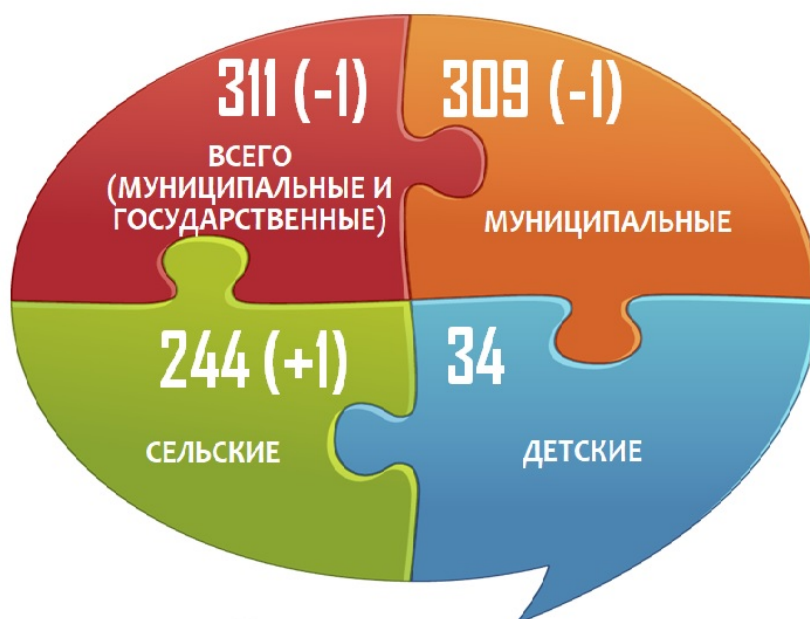 311 (-1)
ВСЕГО
(МУНИЦИПАЛЬНЫЕ И
ГОСУДАРСТВЕННЫЕ)
309 (-1)
МУНИЦИПАЛЬНЫЕ
244 (+1)
СЕЛЬСКИЕ
34
ДЕТСКИЕ